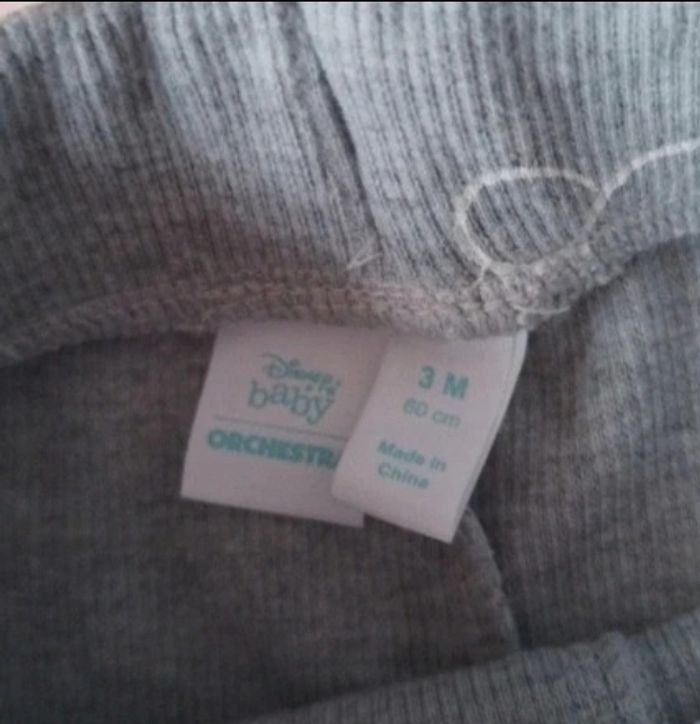 Disney
baby
ORCHESTRA
3 M
60 cm
Made in
China